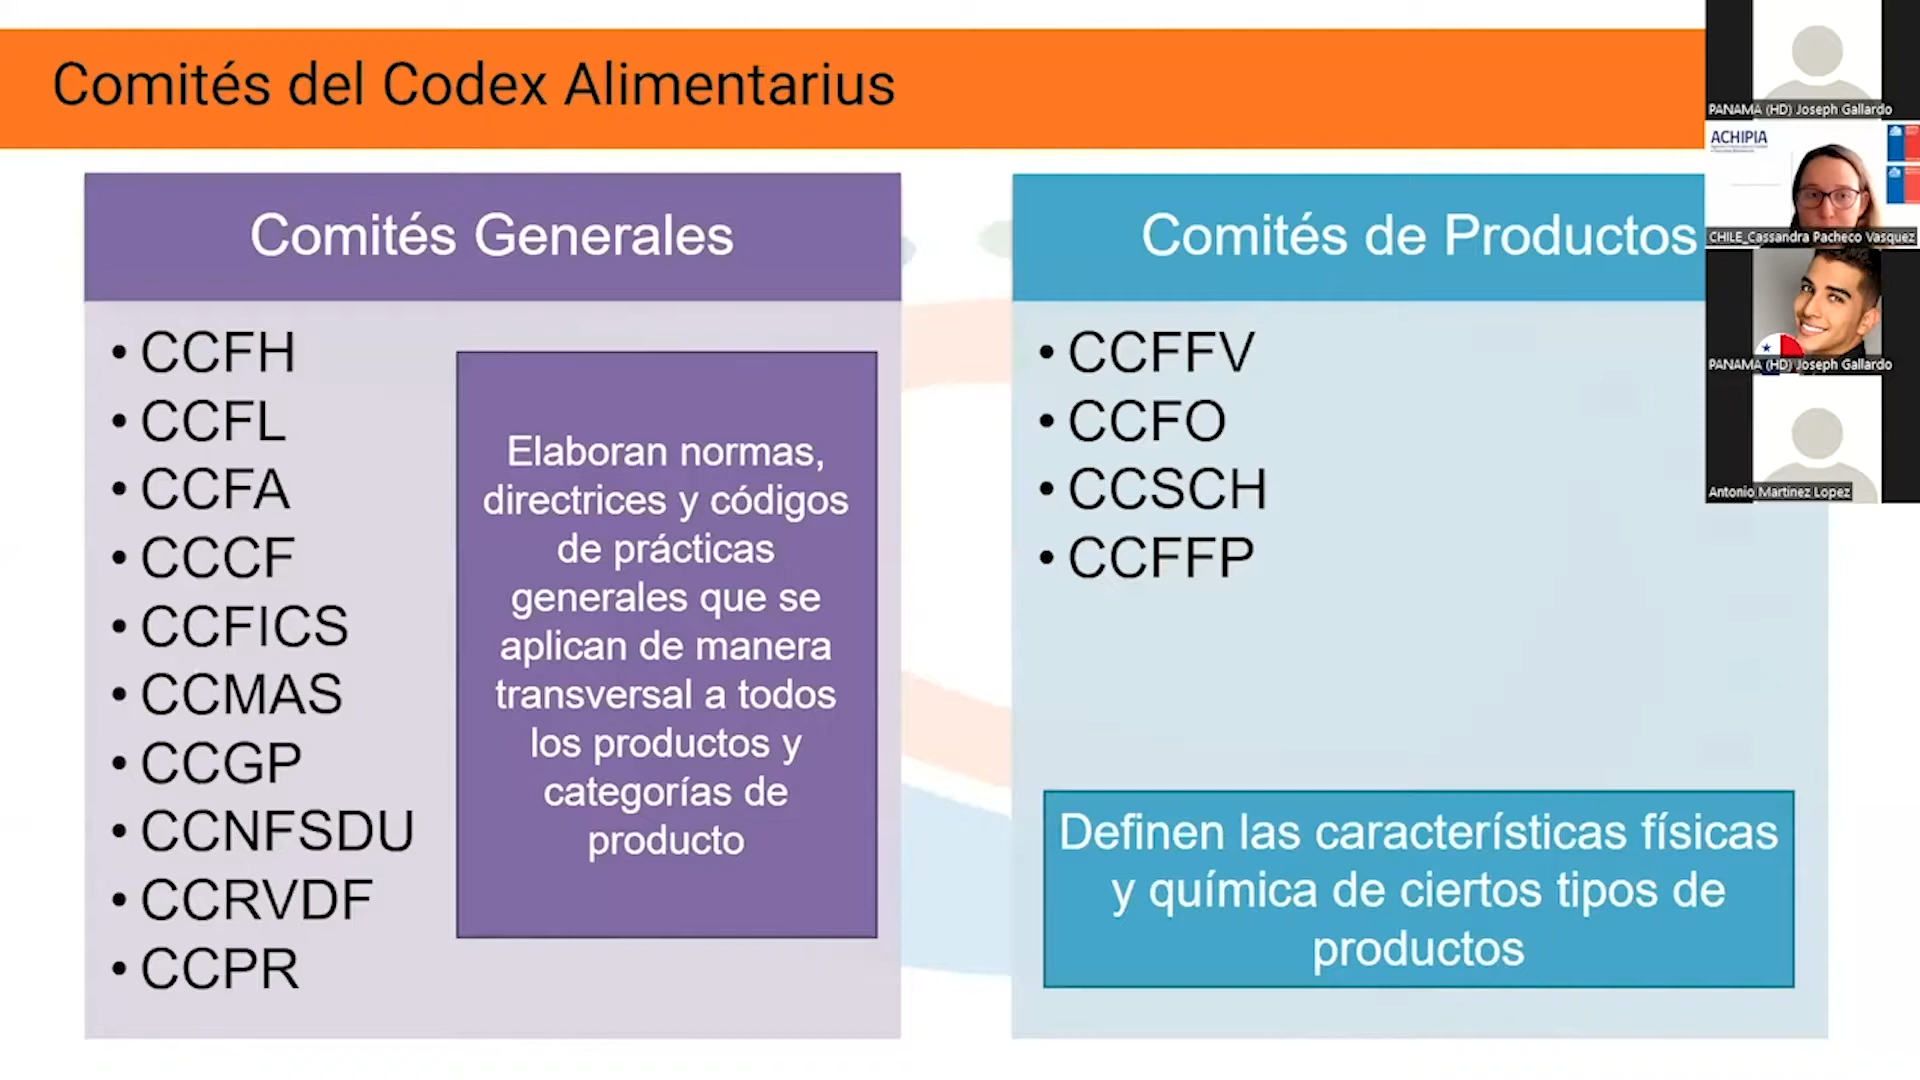 Comités del Codex Alimentarius
Comités Generales
• CCFH
• CCFL
• CCFA
• CCCF
• CCFICS
• CCMAS
• CCGP
• CCNFSDU
• CCRVDF
• CCPR
Elaboran normas,
directrices y códigos
de prácticas
generales que se
aplican de manera
transversal a todos
los productos y
categorías de
producto
Comités de Productos
• CCFFV
• CCFO
• CCSCH
• CCFFP
Definen las características físicas
y química de ciertos tipos de
productos
PANAMA (HD) Joseph Gallardo
ACHIPIA
CHILE_Cassandra Pacheco Vasquez
PANAMA (HD) Joseph Gallardo
Antonio Martinez Lopez